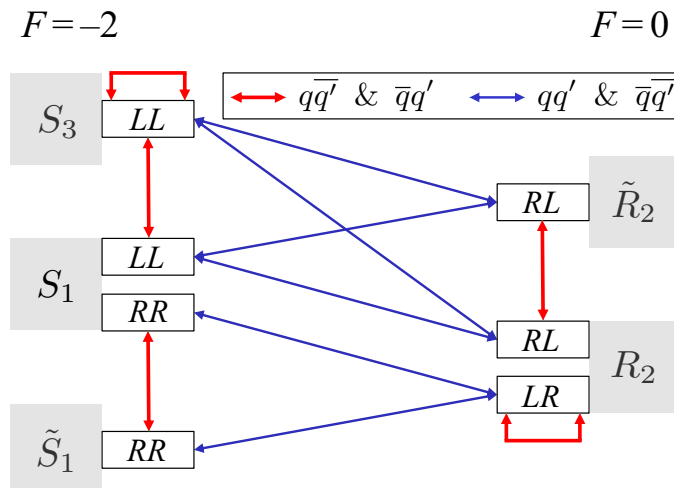 F = –2 F = 0
qq̅′ & q̅q′ qq′ & q̅q̅′
S₃ LL
RL R̃₂
LL
S₁
RR
RL
R₂
LR
S̃₁ RR